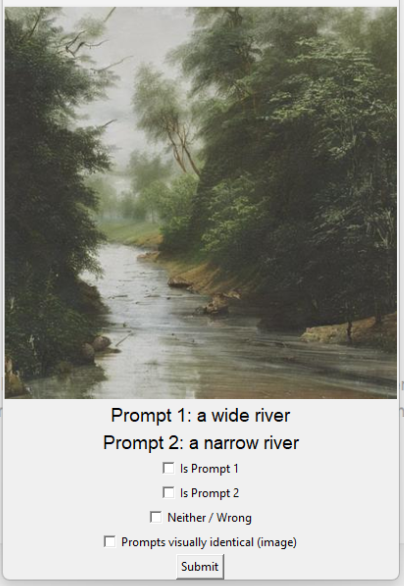 Prompt 1: a wide river
Prompt 2: a narrow river
Is Prompt 1
Is Prompt 2
Neither / Wrong
Prompts visually identical (image)
Submit